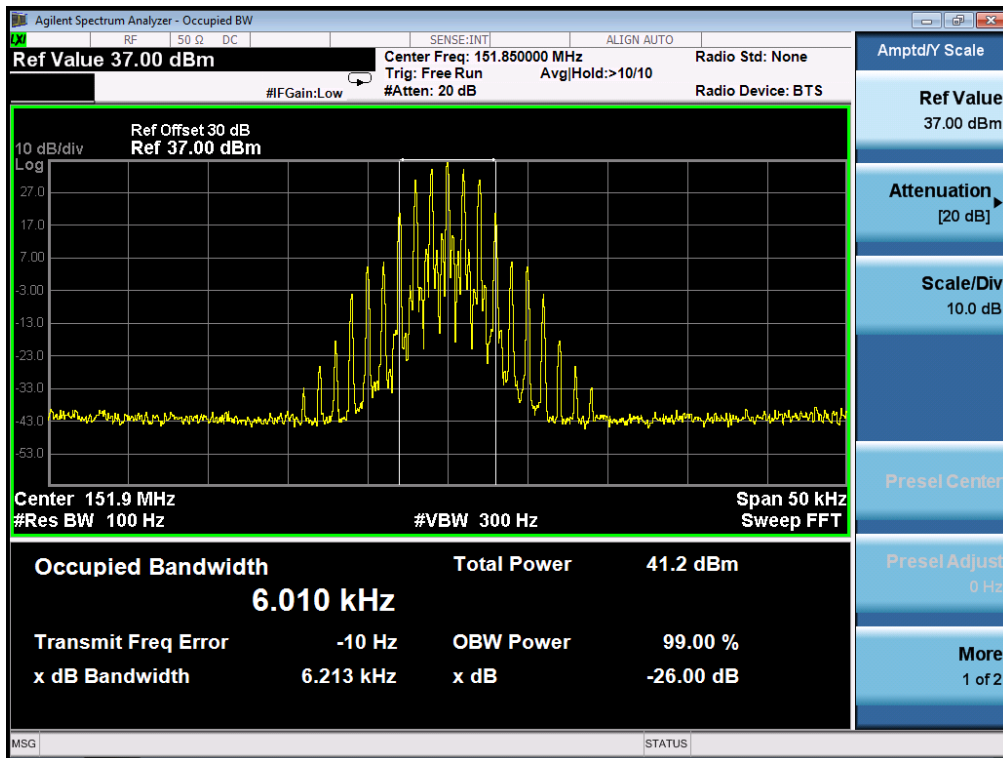 Agilent Spectrum Analyzer - Occupied BW
LXI RF 50 Ω DC SENSE:INT ALIGN AUTO
Ref Value 37.00 dBm
Center Freq: 151.850000 MHz Radio Std: None
Trig: Free Run Avg|Hold:>10/10
#IFGain:Low #Atten: 20 dB Radio Device: BTS
Ref Offset 30 dB
10 dB/div Ref 37.00 dBm
Log
27.0
17.0
7.00
-3.00
-13.0
-23.0
-33.0
-43.0
-53.0
Center 151.9 MHz Span 50 kHz
#Res BW 100 Hz #VBW 300 Hz Sweep FFT
Occupied Bandwidth Total Power 41.2 dBm
6.010 kHz
Transmit Freq Error -10 Hz OBW Power 99.00 %
x dB Bandwidth 6.213 kHz x dB -26.00 dB
MSG STATUS
Amptd/Y Scale
Ref Value
37.00 dBm
Attenuation
[20 dB]
Scale/Div
10.0 dB
Presel Center
Presel Adjust
0 Hz
More
1 of 2